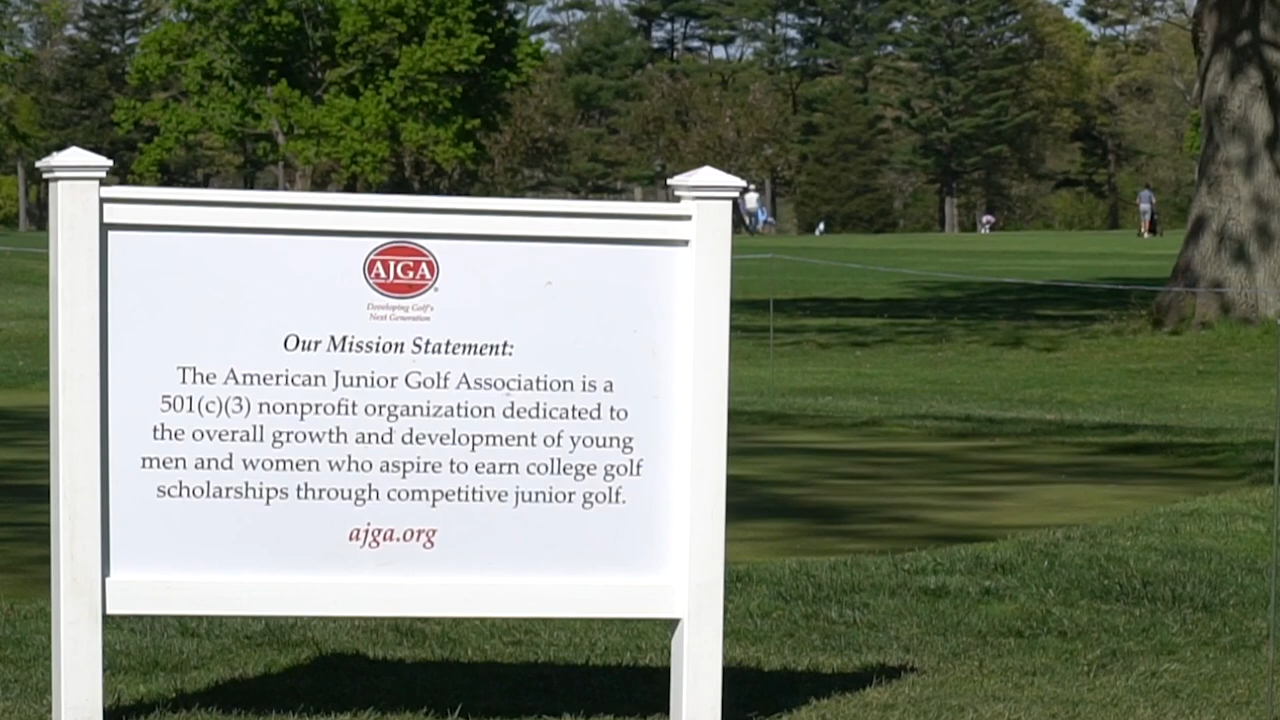 AJGA
Developing Golf's
Next Generation
Our Mission Statement:
The American Junior Golf Association is a
501(c)(3) nonprofit organization dedicated to
the overall growth and development of young
men and women who aspire to earn college golf
scholarships through competitive junior golf.
ajga.org